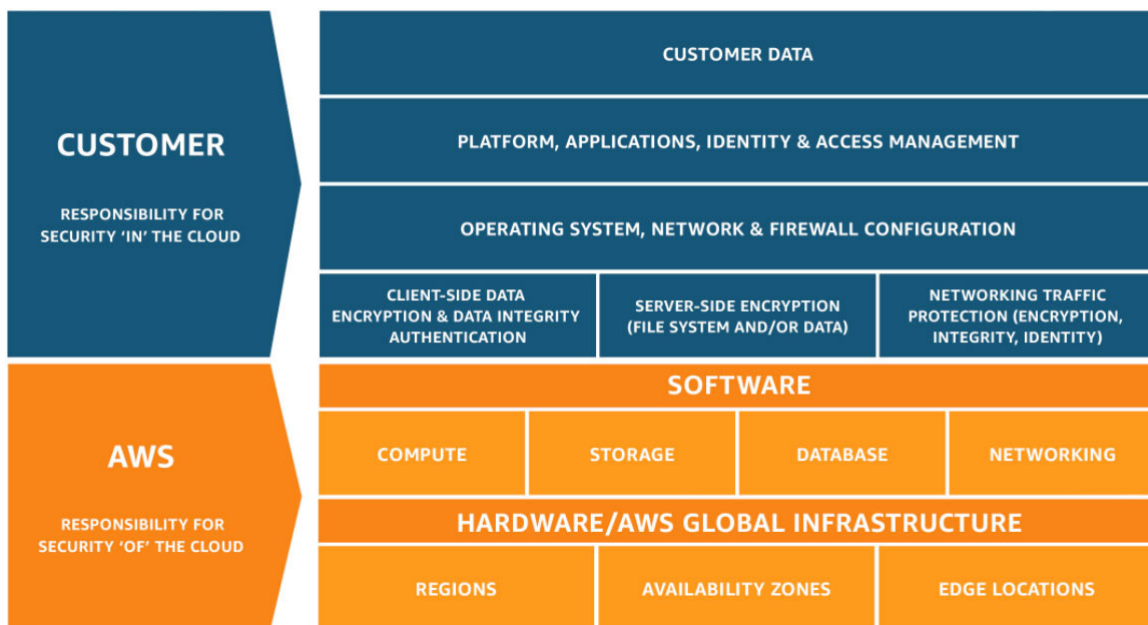 CUSTOMER
RESPONSIBILITY FOR
SECURITY ‘IN’ THE CLOUD
CUSTOMER DATA
PLATFORM, APPLICATIONS, IDENTITY & ACCESS MANAGEMENT
OPERATING SYSTEM, NETWORK & FIREWALL CONFIGURATION
CLIENT-SIDE DATA
ENCRYPTION & DATA INTEGRITY
AUTHENTICATION
SERVER-SIDE ENCRYPTION
(FILE SYSTEM AND/OR DATA)
NETWORKING TRAFFIC
PROTECTION (ENCRYPTION,
INTEGRITY, IDENTITY)
AWS
RESPONSIBILITY FOR
SECURITY ‘OF’ THE CLOUD
SOFTWARE
COMPUTE
STORAGE
DATABASE
NETWORKING
HARDWARE/AWS GLOBAL INFRASTRUCTURE
REGIONS
AVAILABILITY ZONES
EDGE LOCATIONS